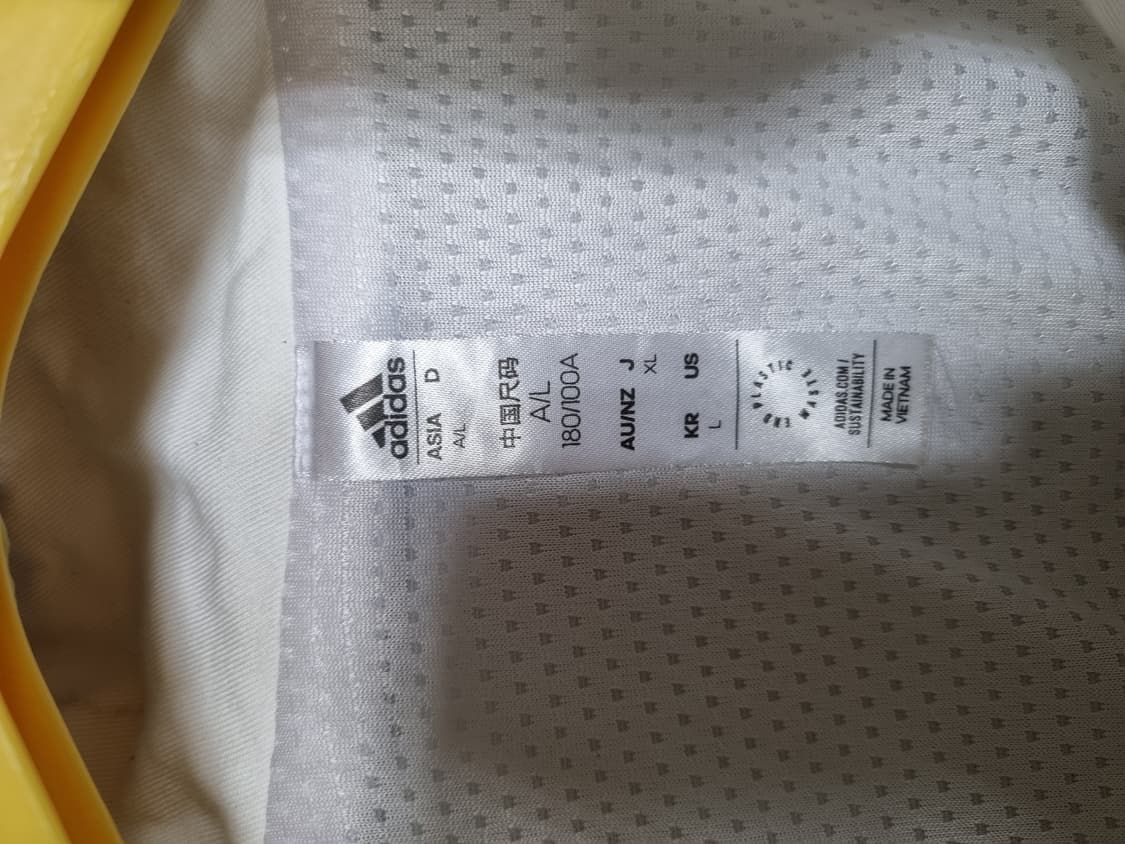 adidas
ASIA D
A/L
中国尺码
A/L
180/100A
AU/NZ J
XL
KR US
L
END PLASTIC WASTE
ADIDAS.COM/
SUSTAINABILITY
MADE IN
VIETNAM